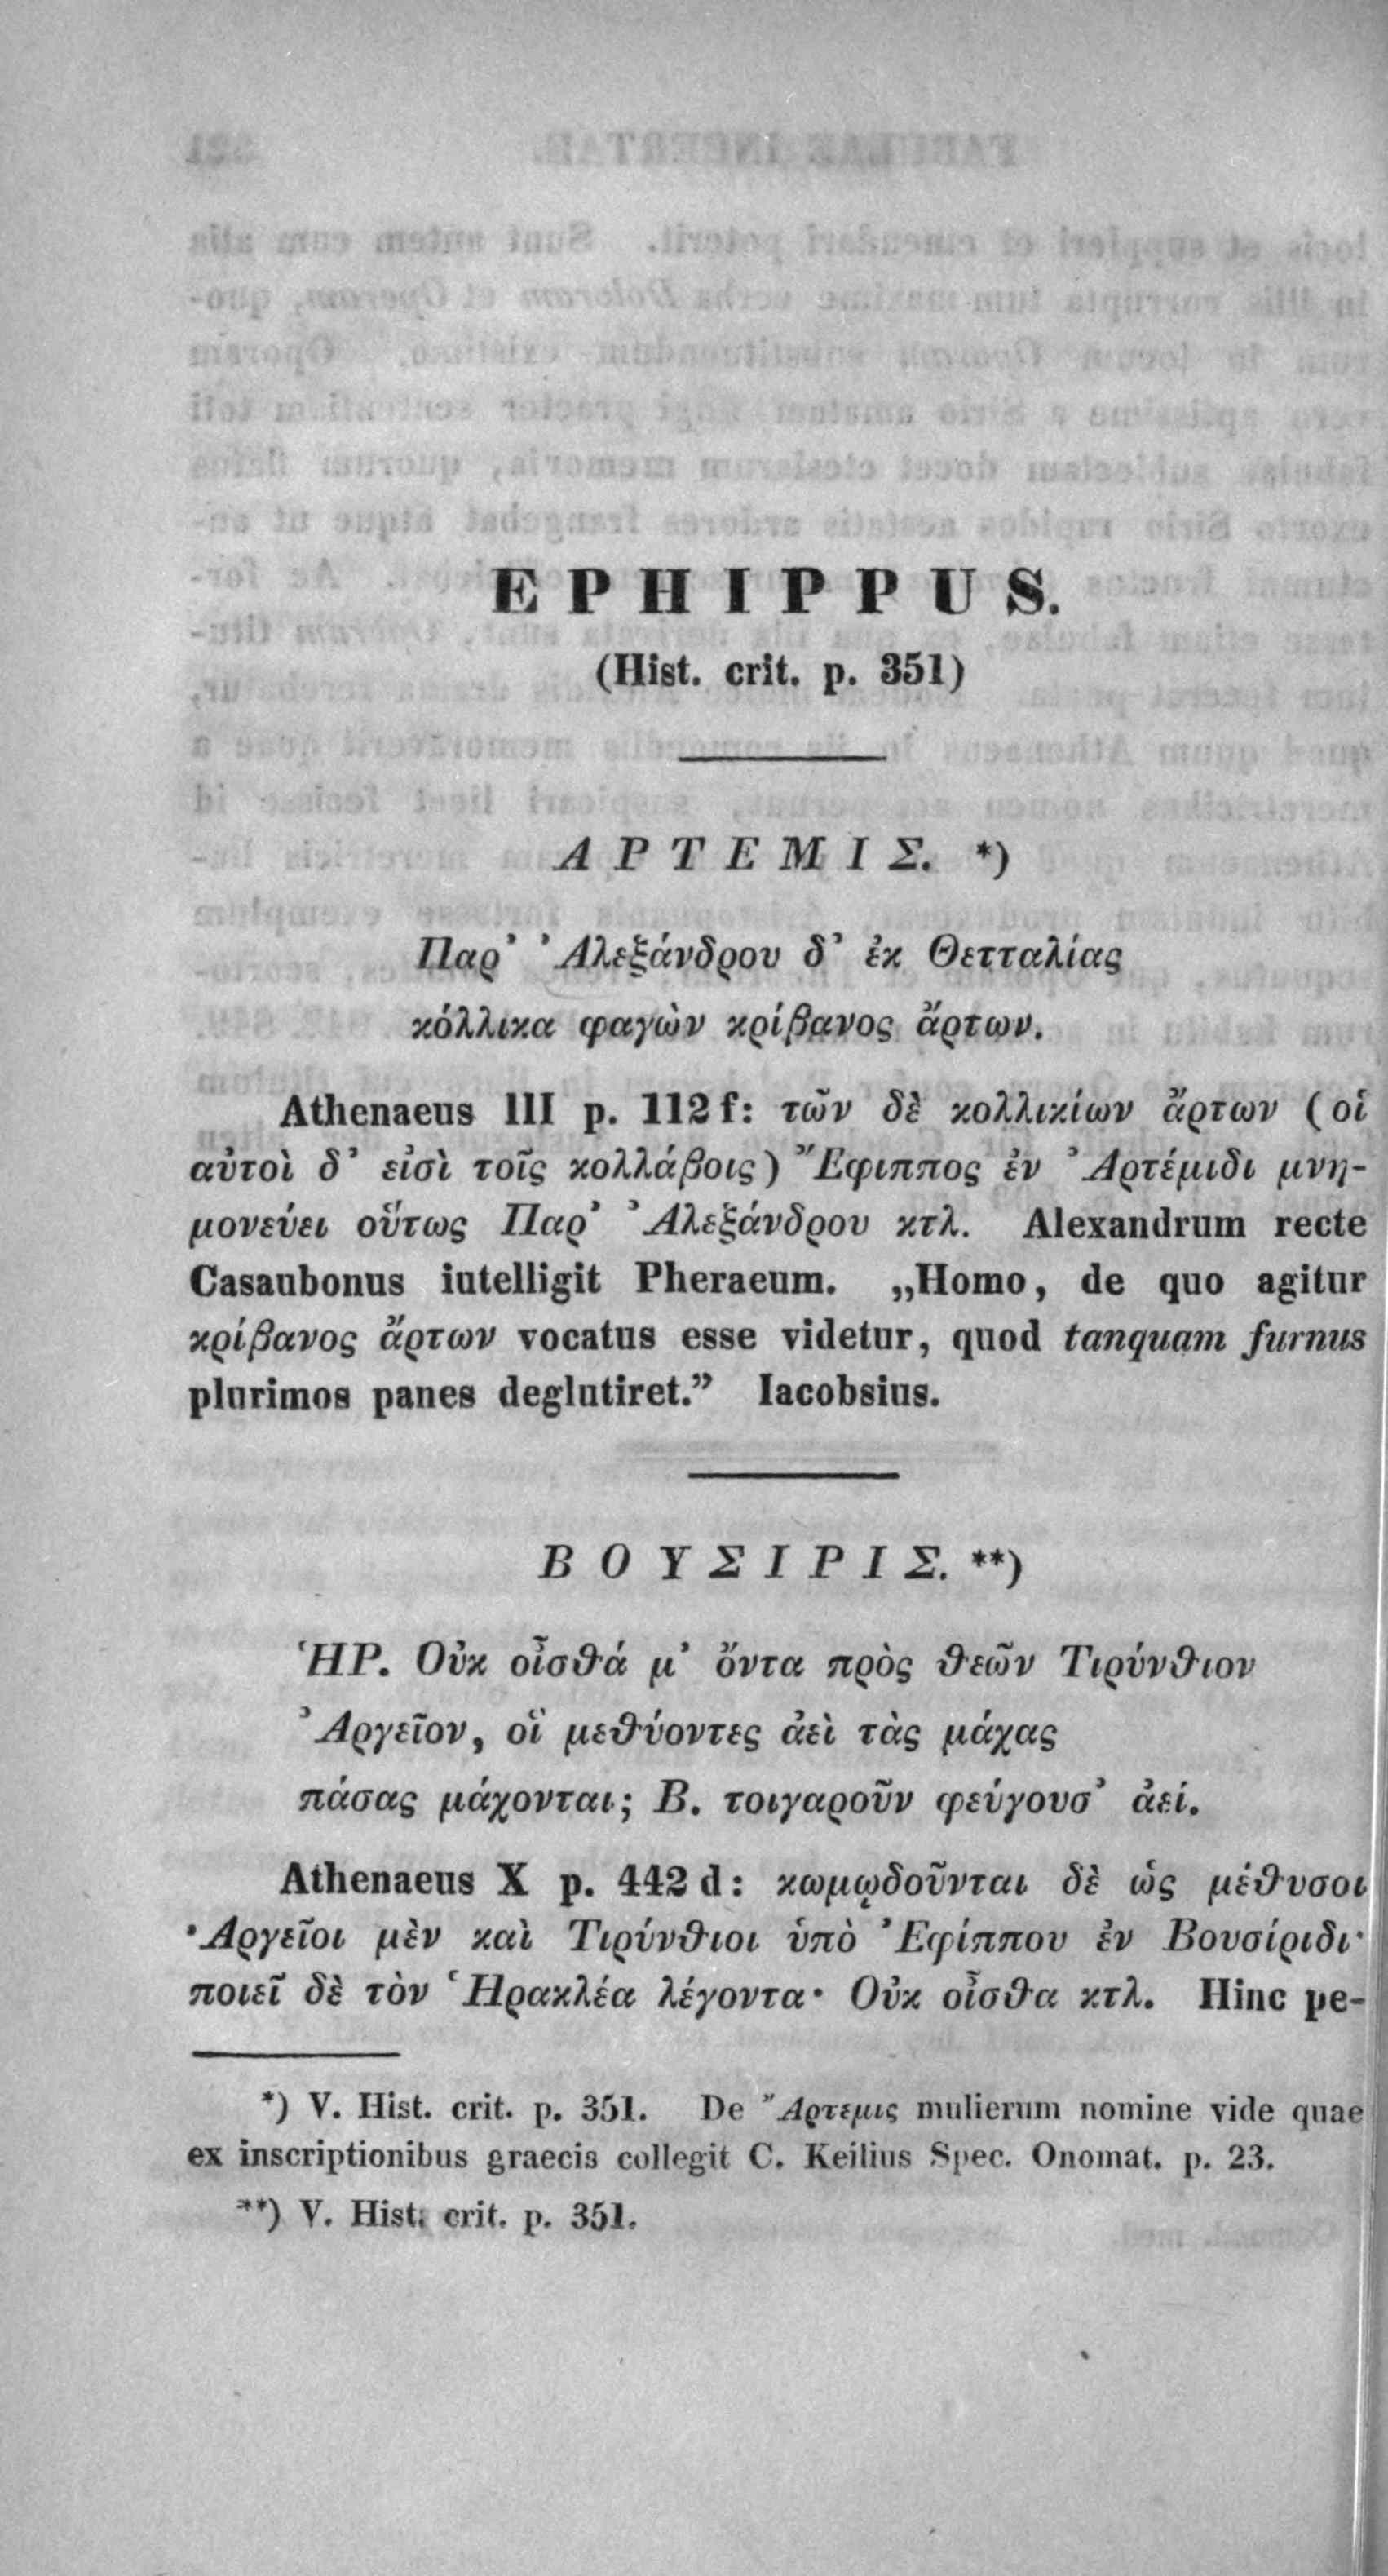 EPHIPPUS.
(Hist. crit. p. 351)
ΑΡΤΕΜΙΣ. *)
Παρ’ ’Αλεξάνδρου δ’ ἐκ Θετταλίας
κόλλικα φαγὼν κρίβανος ἄρτων.
Athenaeus III p. 112 f: τῶν δὲ κολλικίων ἄρτων (οἱ
αὐτοὶ δ’ εἰσὶ τοῖς κολλάβοις) Ἔφιππος ἐν Ἀρτέμιδι μνη-
μονεύει οὕτως Παρ’ Ἀλεξάνδρου κτλ. Alexandrum recte
Casaubonus intelligit Pheraeum. „Homo, de quo agitur
κρίβανος ἄρτων vocatus esse videtur, quod tanquam furnus
plurimos panes deglutiret.” Iacobsius.
ΒΟΥΣΙΡΙΣ. **)
ἩΡ. Οὐκ οἶσθά μ’ ὄντα πρὸς θεῶν Τιρύνθιον
Ἀργεῖον, οἳ μεθύοντες ἀεὶ τὰς μάχας
πάσας μάχονται; Β. τοιγαροῦν φεύγουσ’ ἀεί.
Athenaeus X p. 442 d: κωμῳδοῦνται δὲ ὡς μέθυσοι
Ἀργεῖοι μὲν καὶ Τιρύνθιοι ὑπὸ Ἐφίππου ἐν Βουσίριδι·
ποιεῖ δὲ τὸν Ἡρακλέα λέγοντα· Οὐκ οἶσθα κτλ. Hinc pe-
*) V. Hist. crit. p. 351. De Ἄρτεμις mulierum nomine vide quae
ex inscriptionibus graecis collegit C. Keilius Spec. Onomat. p. 23.
**) V. Hist. crit. p. 351.